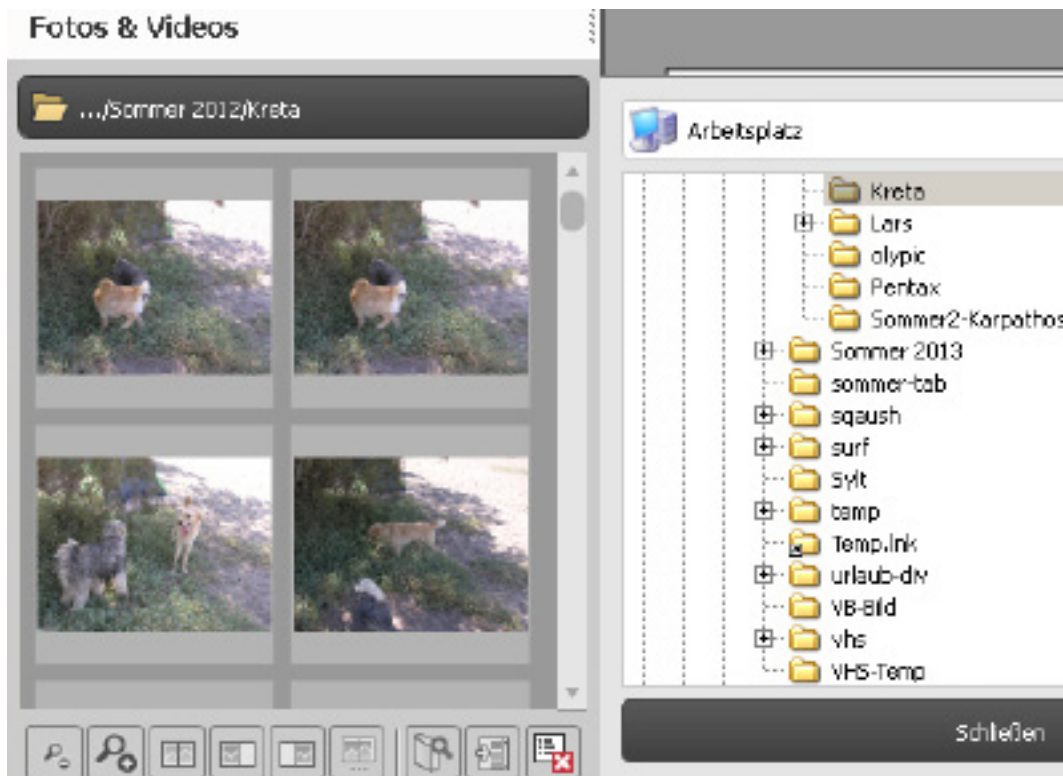 Fotos & Videos
.../Sommer 2012/Kreta
Arbeitsplatz
Kreta
Lars
olypic
Pentax
Sommer2-Karpathos
Sommer 2013
sommer-tab
sqaush
surf
Sylt
temp
Temp.lnk
urlaub-div
VB-Bild
vhs
VHS-Temp
Schließen